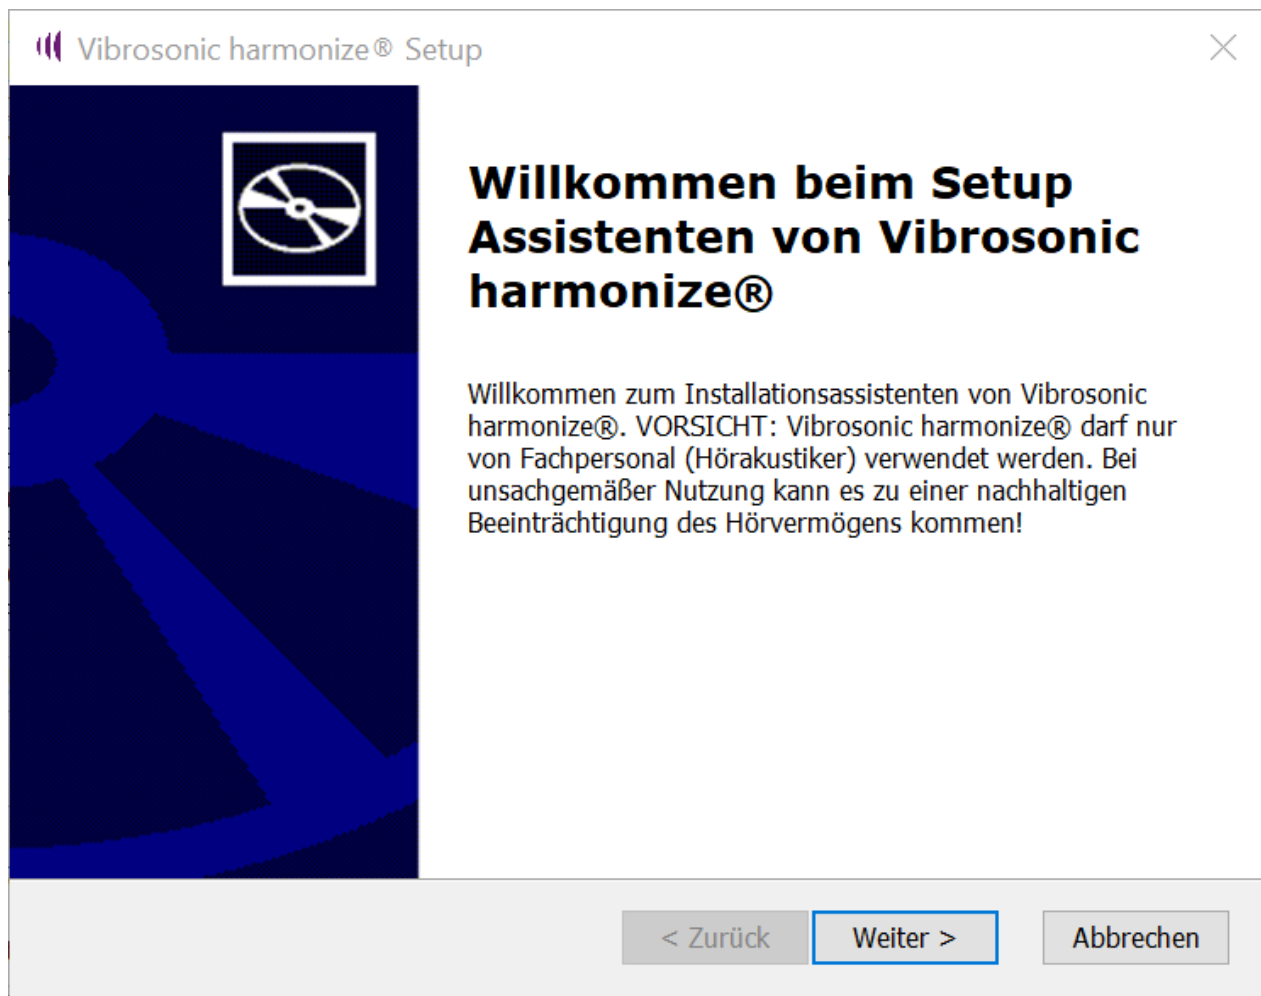 Vibrosonic harmonize® Setup
Willkommen beim Setup
Assistenten von Vibrosonic
harmonize®
Willkommen zum Installationsassistenten von Vibrosonic
harmonize®. VORSICHT: Vibrosonic harmonize® darf nur
von Fachpersonal (Hörakustiker) verwendet werden. Bei
unsachgemäßer Nutzung kann es zu einer nachhaltigen
Beeinträchtigung des Hörvermögens kommen!
< Zurück
Weiter >
Abbrechen